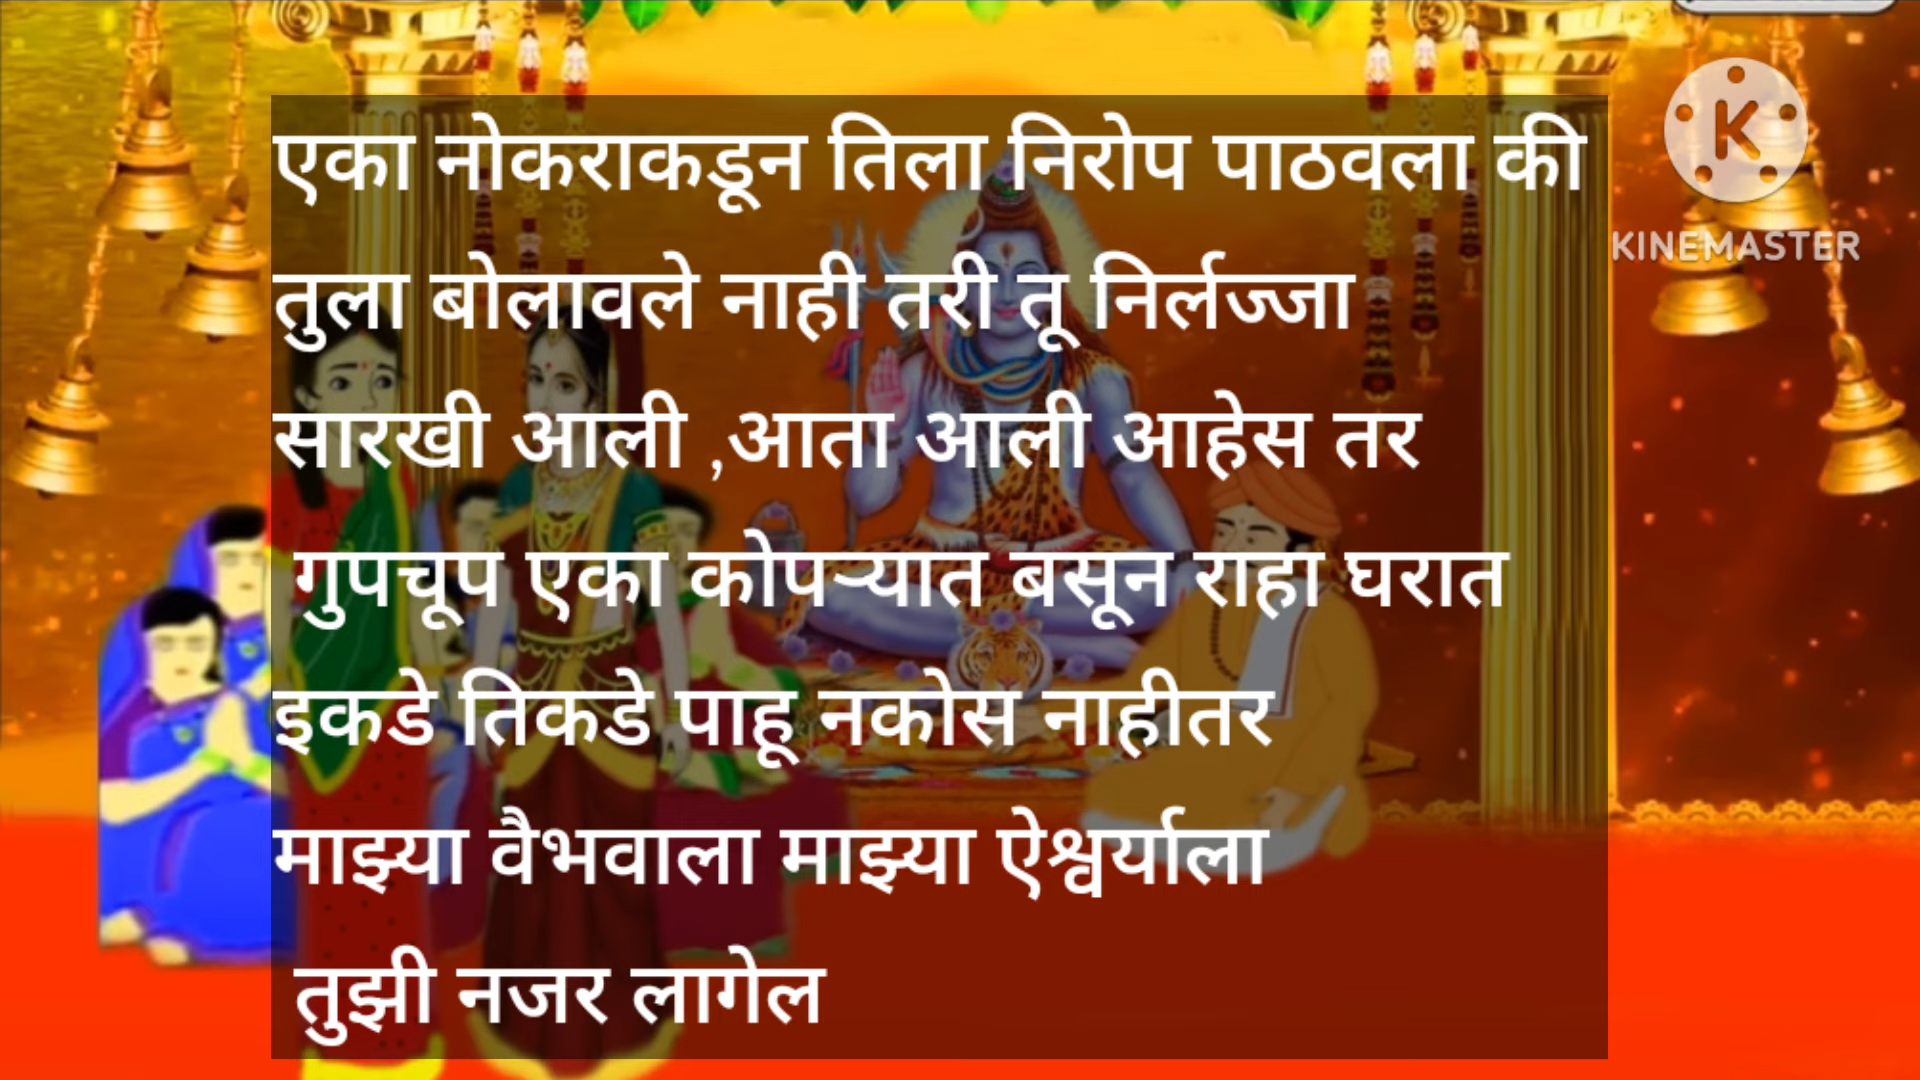 एका नोकराकडून तिला निरोप पाठवला की
तुला बोलावले नाही तरी तू निर्लज्जा
सारखी आली ,आता आली आहेस तर
गुपचूप एका कोपऱ्यात बसून राहा घरात
इकडे तिकडे पाहू नकोस नाहीतर
माझ्या वैभवाला माझ्या ऐश्वर्याला
तुझी नजर लागेल
K
KINEMASTER